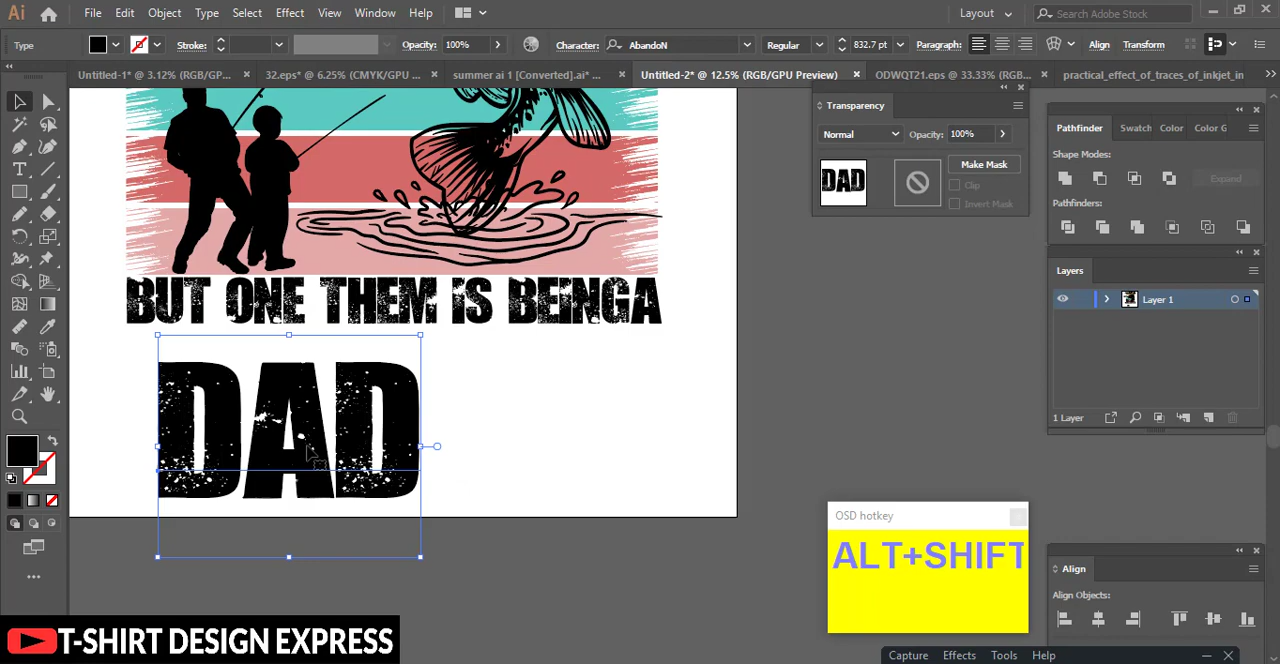 Ai File Edit Object Type Select Effect View Window Help Layout Search Adobe Stock
Type Stroke: Opacity: 100% Character: AbandoN Regular 832.7 pt Paragraph: Align Transform
Untitled-1* @ 3.12% (RGB/GP... 32.eps* @ 6.25% (CMYK/GPU ... summer ai 1 [Converted].ai* ... Untitled-2* @ 12.5% (RGB/GPU Preview) ODWQT21.eps @ 33.33% (RGB... practical_effect_of_traces_of_inkjet_in
Transparency
Normal Opacity: 100%
DAD
Make Mask
Clip
Invert Mask
Pathfinder Swatch Color Color G
Shape Modes:
Expand
Pathfinders:
Layers
Layer 1
1 Layer
BUT ONE THEM IS BEINGA
DAD
OSD hotkey
ALT+SHIFT
Align
Align Objects:
T-SHIRT DESIGN EXPRESS
Capture Effects Tools Help